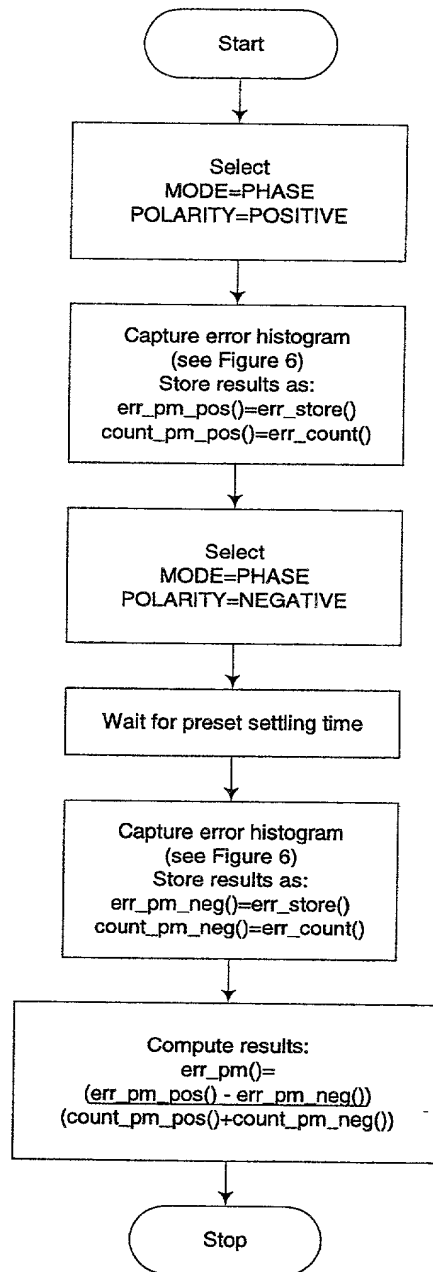 Start
Select
MODE=PHASE
POLARITY=POSITIVE
Capture error histogram
(see Figure 6)
Store results as:
err_pm_pos()=err_store()
count_pm_pos()=err_count()
Select
MODE=PHASE
POLARITY=NEGATIVE
Wait for preset settling time
Capture error histogram
(see Figure 6)
Store results as:
err_pm_neg()=err_store()
count_pm_neg()=err_count()
Compute results:
err_pm()=
(err_pm_pos() - err_pm_neg())
(count_pm_pos()+count_pm_neg())
Stop